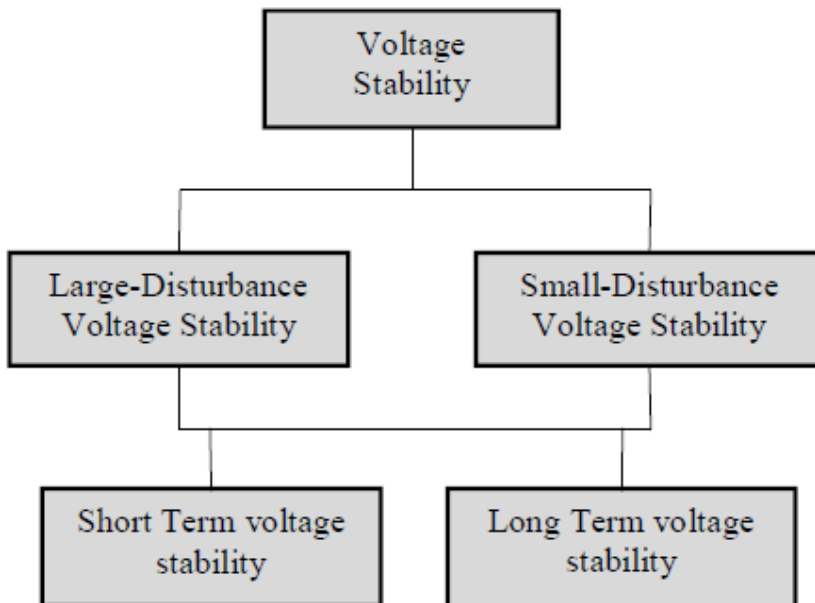 Voltage
Stability
Large-Disturbance
Voltage Stability
Small-Disturbance
Voltage Stability
Short Term voltage
stability
Long Term voltage
stability